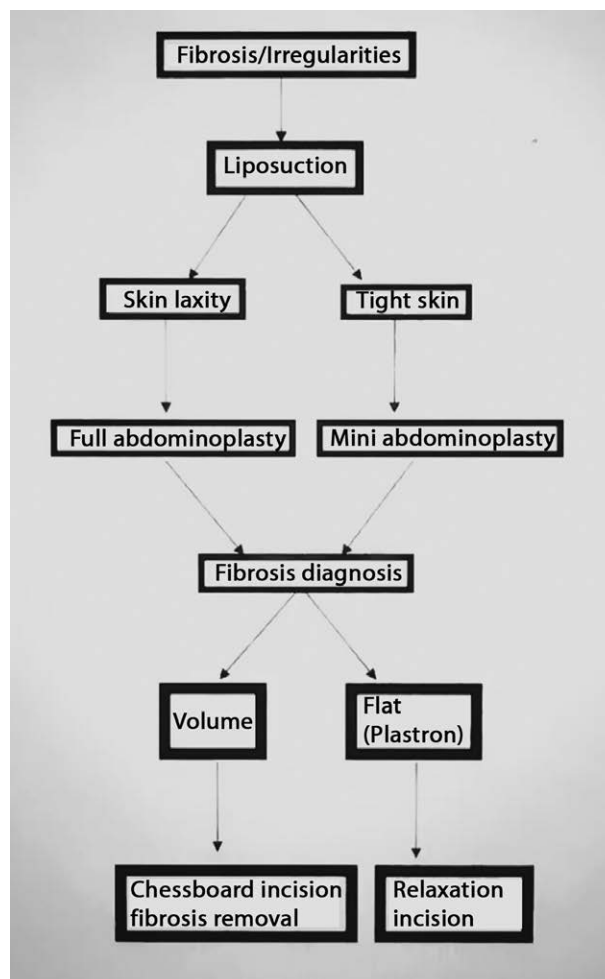 Fibrosis/Irregularities
Liposuction
Skin laxity
Tight skin
Full abdominoplasty
Mini abdominoplasty
Fibrosis diagnosis
Volume
Flat
(Plastron)
Chessboard incision
fibrosis removal
Relaxation
incision